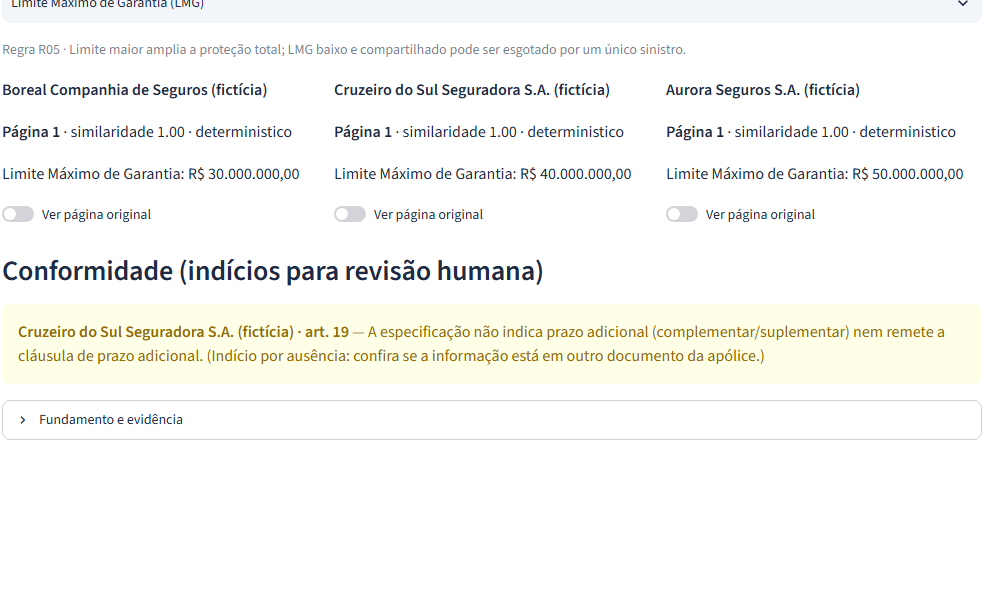 Limite Máximo de Garantia (LMG)
Regra R05 · Limite maior amplia a proteção total; LMG baixo e compartilhado pode ser esgotado por um único sinistro.
Boreal Companhia de Seguros (fictícia)
Página 1 · similaridade 1.00 · deterministico
Limite Máximo de Garantia: R$ 30.000.000,00
Ver página original
Cruzeiro do Sul Seguradora S.A. (fictícia)
Página 1 · similaridade 1.00 · deterministico
Limite Máximo de Garantia: R$ 40.000.000,00
Ver página original
Aurora Seguros S.A. (fictícia)
Página 1 · similaridade 1.00 · deterministico
Limite Máximo de Garantia: R$ 50.000.000,00
Ver página original
Conformidade (indícios para revisão humana)
Cruzeiro do Sul Seguradora S.A. (fictícia) · art. 19 — A especificação não indica prazo adicional (complementar/suplementar) nem remete a
cláusula de prazo adicional. (Indício por ausência: confira se a informação está em outro documento da apólice.)
Fundamento e evidência